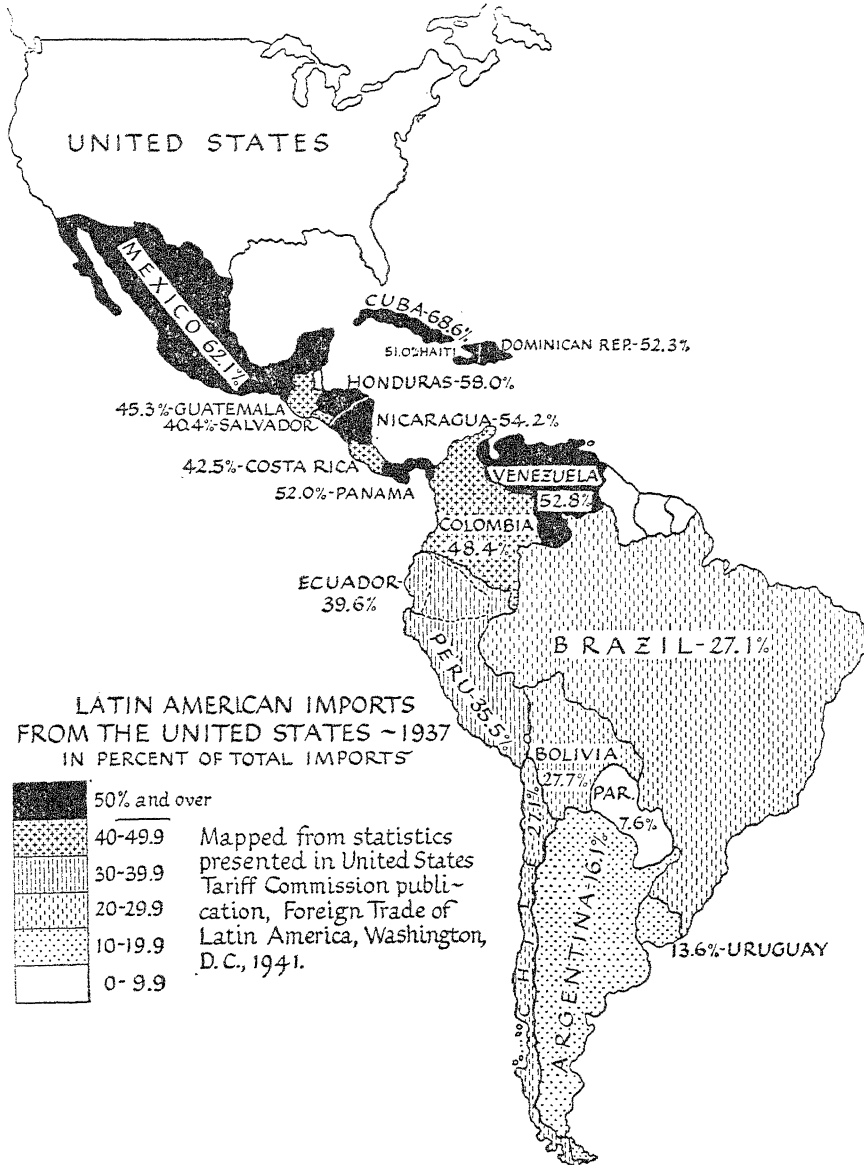 UNITED STATES
MEXICO 62.1%
CUBA-68.6%
51.0%HAITI
DOMINICAN REP.-52.3%
HONDURAS-58.0%
45.3%-GUATEMALA
40.4%-SALVADOR
NICARAGUA-54.2%
42.5%-COSTA RICA
52.0%-PANAMA
VENEZUELA
52.8%
COLOMBIA
48.4%
ECUADOR-
39.6%
BRAZIL-27.1%
PERU 35.5%
LATIN AMERICAN IMPORTS
FROM THE UNITED STATES ~1937
IN PERCENT OF TOTAL IMPORTS
BOLIVIA
27.7%
PAR.
7.6%
CHILE 27.1%
ARGENTINA-16.1%
13.6%-URUGUAY
50% and over
40-49.9
30-39.9
20-29.9
10-19.9
0-9.9
Mapped from statistics
presented in United States
Tariff Commission publi-
cation, Foreign Trade of
Latin America, Washington,
D.C., 1941.